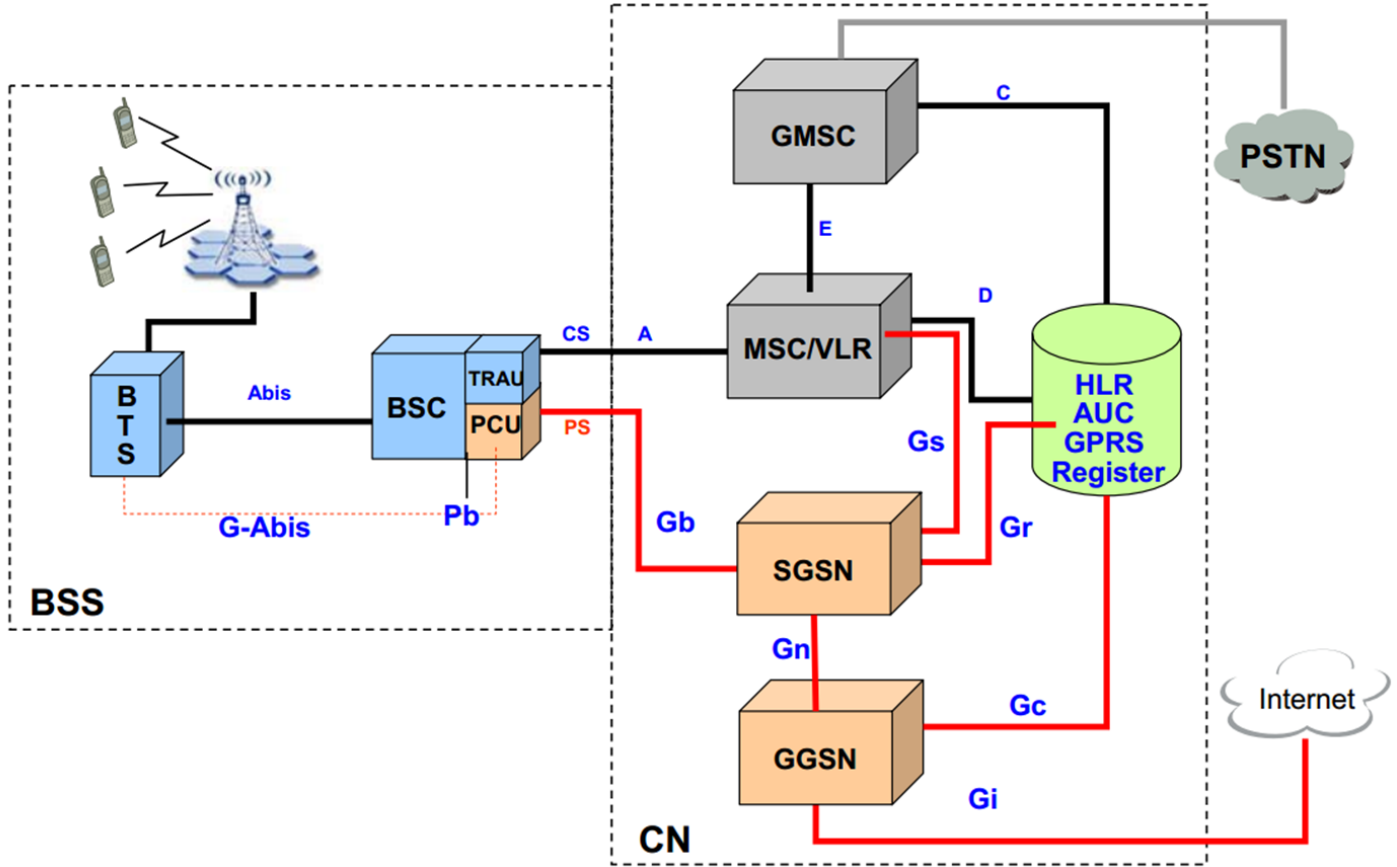 GMSC
C
PSTN
E
D
CS
A
MSC/VLR
B
T
S
Abis
BSC
TRAU
PCU
PS
HLR
AUC
GPRS
Register
Gs
G-Abis
Pb
Gb
Gr
SGSN
BSS
Gn
Internet
Gc
GGSN
Gi
CN